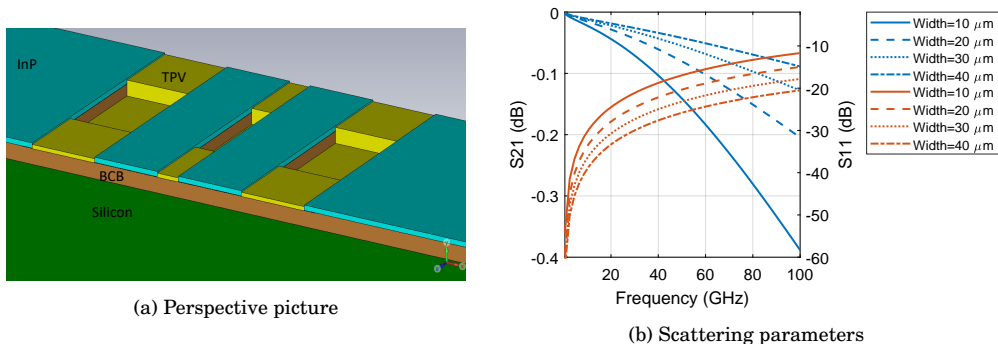 InP
TPV
BCB
Silicon
(a) Perspective picture
0
-0.1
-0.2
-0.3
-0.4
S21 (dB)
20
40
60
80
100
Frequency (GHz)
-10
-20
-30
-40
-50
-60
S11 (dB)
Width=10 μm
Width=20 μm
Width=30 μm
Width=40 μm
Width=10 μm
Width=20 μm
Width=30 μm
Width=40 μm
(b) Scattering parameters